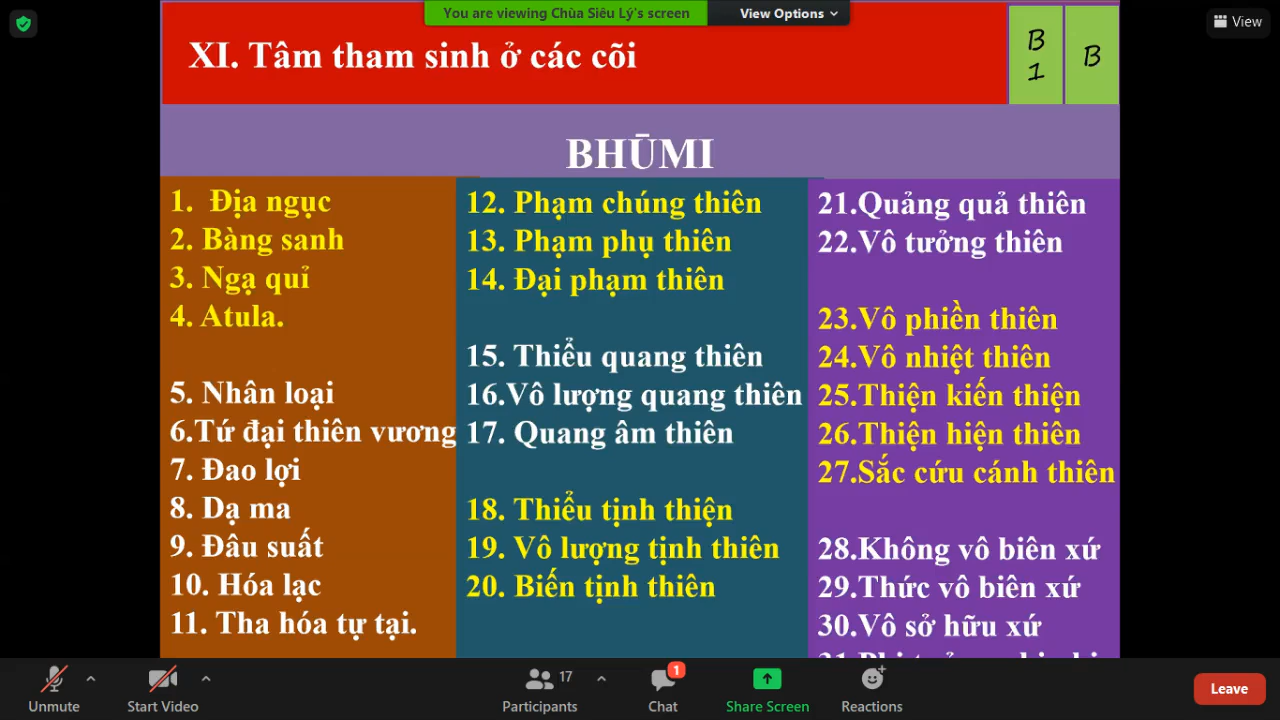 You are viewing Chùa Siêu Lý's screen
View Options
View
XI. Tâm tham sinh ở các cõi
B
1
B
BHŪMI
1. Địa ngục
2. Bàng sanh
3. Ngạ quỉ
4. Atula.
5. Nhân loại
6.Tứ đại thiên vương
7. Đao lợi
8. Dạ ma
9. Đâu suất
10. Hóa lạc
11. Tha hóa tự tại.
12. Phạm chúng thiên
13. Phạm phụ thiên
14. Đại phạm thiên
15. Thiểu quang thiên
16.Vô lượng quang thiên
17. Quang âm thiên
18. Thiểu tịnh thiện
19. Vô lượng tịnh thiên
20. Biến tịnh thiên
21.Quảng quả thiên
22.Vô tưởng thiên
23.Vô phiền thiên
24.Vô nhiệt thiên
25.Thiện kiến thiện
26.Thiện hiện thiên
27.Sắc cứu cánh thiên
28.Không vô biên xứ
29.Thức vô biên xứ
30.Vô sở hữu xứ
Unmute
Start Video
17
Participants
1
Chat
Share Screen
Reactions
Leave